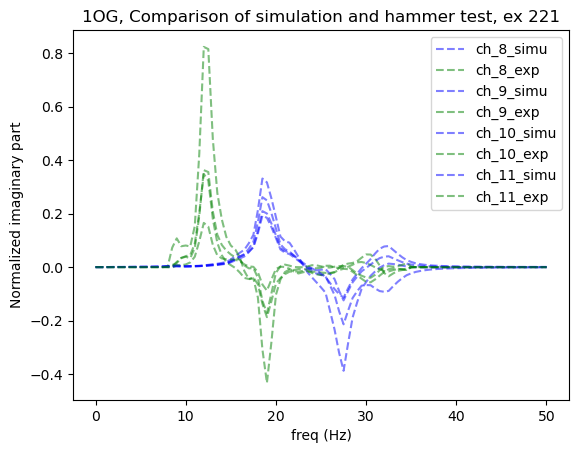 1OG, Comparison of simulation and hammer test, ex 221
Normalized imaginary part
0.8
0.6
0.4
0.2
0.0
−0.2
−0.4
ch_8_simu
ch_8_exp
ch_9_simu
ch_9_exp
ch_10_simu
ch_10_exp
ch_11_simu
ch_11_exp
0 10 20 30 40 50
freq (Hz)